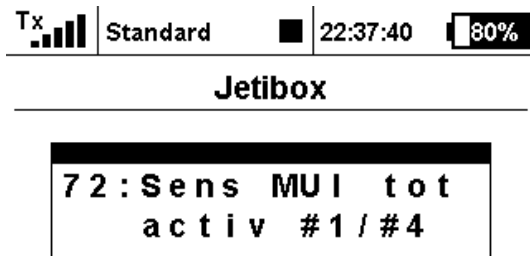 Tx Standard 22:37:40 80%
Jetibox
72:Sens MUI tot
activ #1/#4